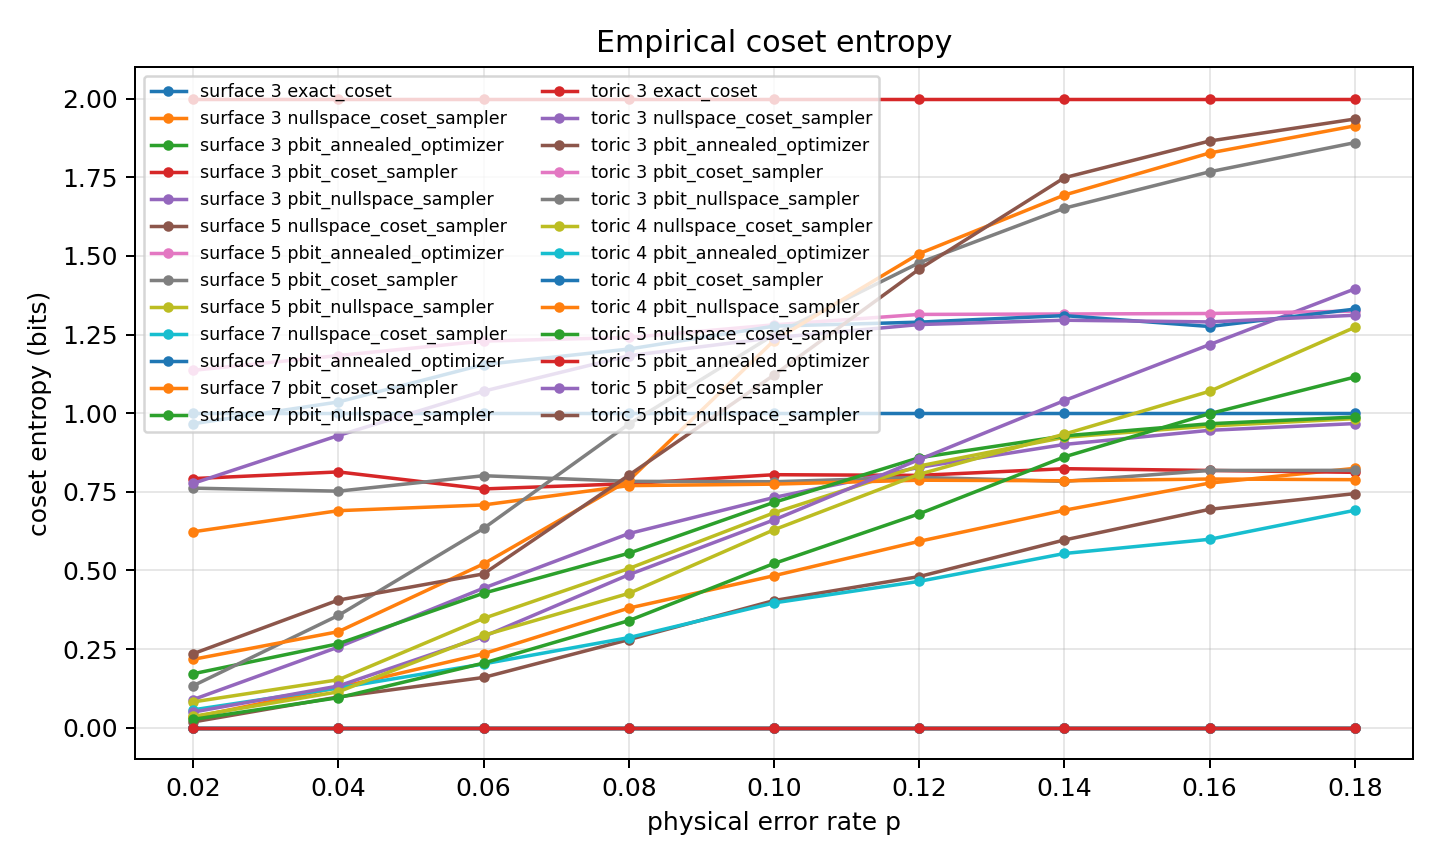 Empirical coset entropy
coset entropy (bits)
2.00
1.75
1.50
1.25
1.00
0.75
0.50
0.25
0.00
surface 3 exact_coset
surface 3 nullspace_coset_sampler
surface 3 pbit_annealed_optimizer
surface 3 pbit_coset_sampler
surface 3 pbit_nullspace_sampler
surface 5 nullspace_coset_sampler
surface 5 pbit_annealed_optimizer
surface 5 pbit_coset_sampler
surface 5 pbit_nullspace_sampler
surface 7 nullspace_coset_sampler
surface 7 pbit_annealed_optimizer
surface 7 pbit_coset_sampler
surface 7 pbit_nullspace_sampler
toric 3 exact_coset
toric 3 nullspace_coset_sampler
toric 3 pbit_annealed_optimizer
toric 3 pbit_coset_sampler
toric 3 pbit_nullspace_sampler
toric 4 nullspace_coset_sampler
toric 4 pbit_annealed_optimizer
toric 4 pbit_coset_sampler
toric 4 pbit_nullspace_sampler
toric 5 nullspace_coset_sampler
toric 5 pbit_annealed_optimizer
toric 5 pbit_coset_sampler
toric 5 pbit_nullspace_sampler
0.02 0.04 0.06 0.08 0.10 0.12 0.14 0.16 0.18
physical error rate p